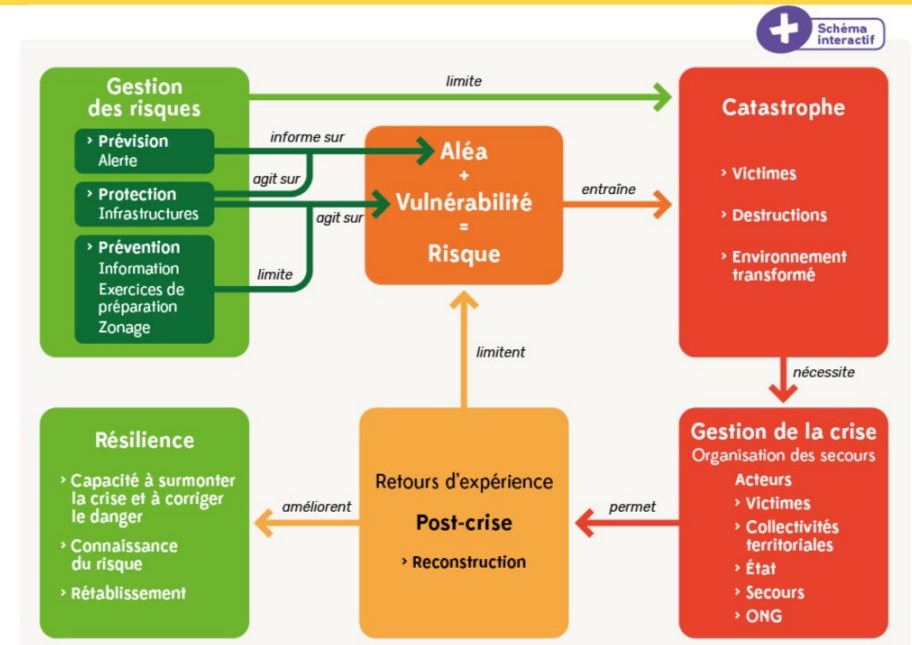 Schéma
interactif
Gestion
des risques
› Prévision
Alerte
› Protection
Infrastructures
› Prévention
Information
Exercices de
préparation
Zonage
limite
informe sur
agit sur
agit sur
limite
Aléa
+
Vulnérabilité
=
Risque
entraîne
Catastrophe
› Victimes
› Destructions
› Environnement
transformé
nécessite
limitent
Résilience
› Capacité à surmonter
la crise et à corriger
le danger
› Connaissance
du risque
› Rétablissement
améliorent
Retours d'expérience
Post-crise
› Reconstruction
permet
Gestion de la crise
Organisation des secours
Acteurs
› Victimes
› Collectivités
territoriales
› État
› Secours
› ONG